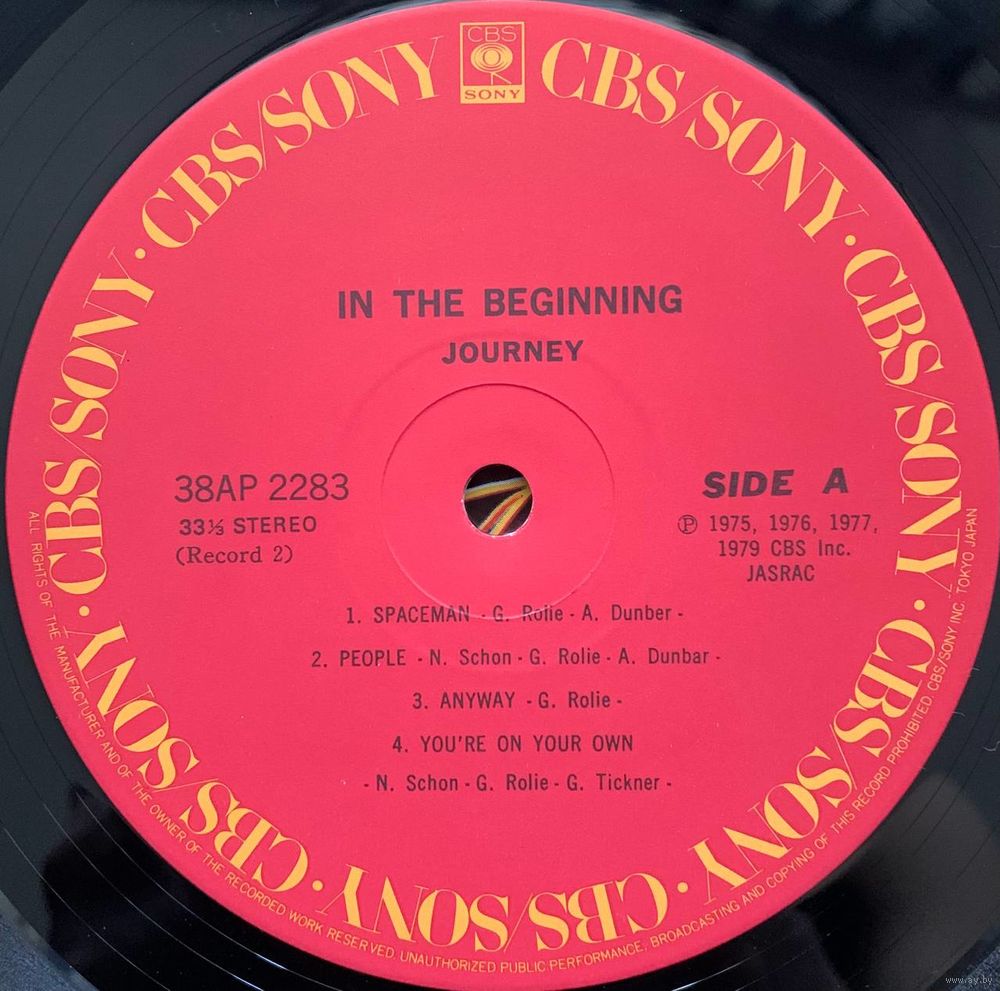 CBS
SONY
CBS/SONY · CBS/SONY · CBS/SONY · CBS/SONY · CBS/SONY · CBS/SONY · CBS/SONY · CBS/SONY
IN THE BEGINNING
JOURNEY
38AP 2283
33⅓ STEREO
(Record 2)
SIDE A
Ⓟ 1975, 1976, 1977,
1979 CBS Inc.
JASRAC
1. SPACEMAN - G. Rolie - A. Dunber -
2. PEOPLE - N. Schon - G. Rolie - A. Dunbar -
3. ANYWAY - G. Rolie -
4. YOU'RE ON YOUR OWN
- N. Schon - G. Rolie - G. Tickner -
ALL RIGHTS OF THE MANUFACTURER AND OF THE OWNER OF THE RECORDED WORK RESERVED. UNAUTHORIZED PUBLIC PERFORMANCE, BROADCASTING AND COPYING OF THIS RECORD PROHIBITED. CBS/SONY INC. TOKYO JAPAN
www.ay.by